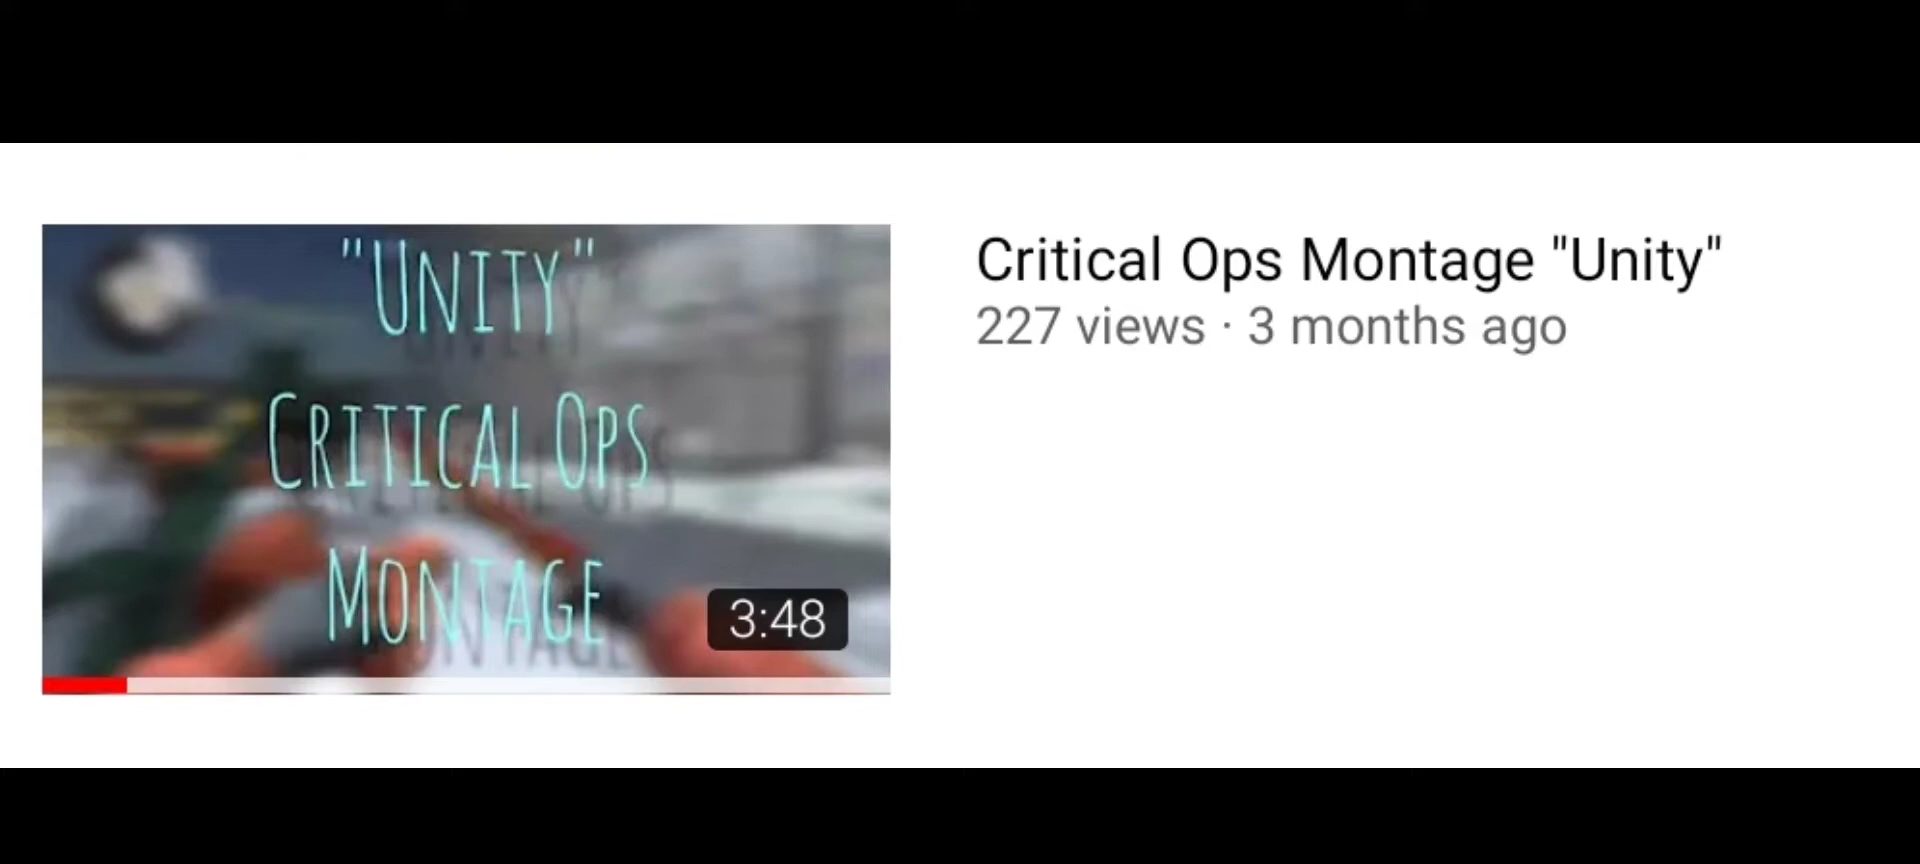 "Unity"
Critical Ops
Montage
3:48
Critical Ops Montage "Unity"
227 views · 3 months ago